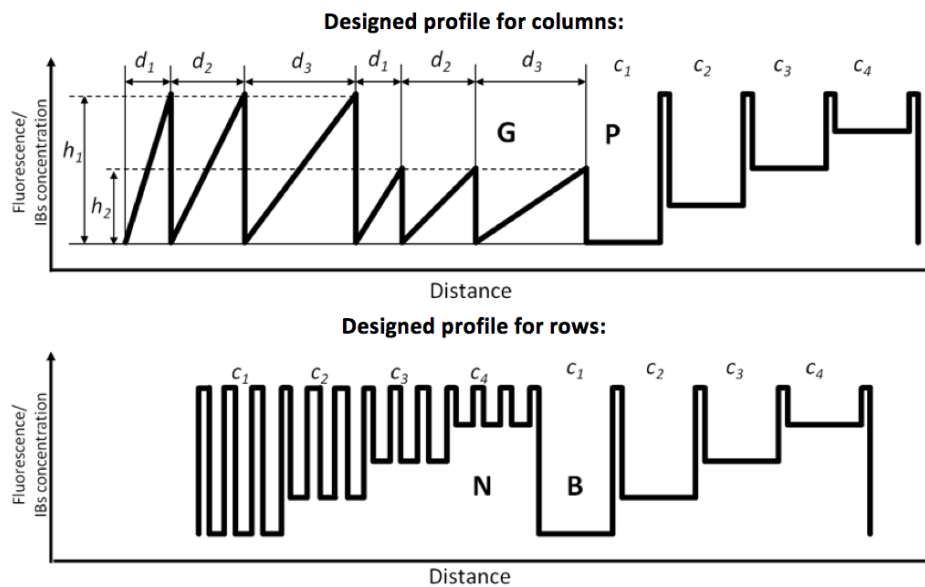 Designed profile for columns:
d1 d2 d3 d1 d2 d3 c1 c2 c3 c4
Fluorescence/
IBs concentration
h1
h2
G P
Distance
Designed profile for rows:
c1 c2 c3 c4 c1 c2 c3 c4
Fluorescence/
IBs concentration
N B
Distance